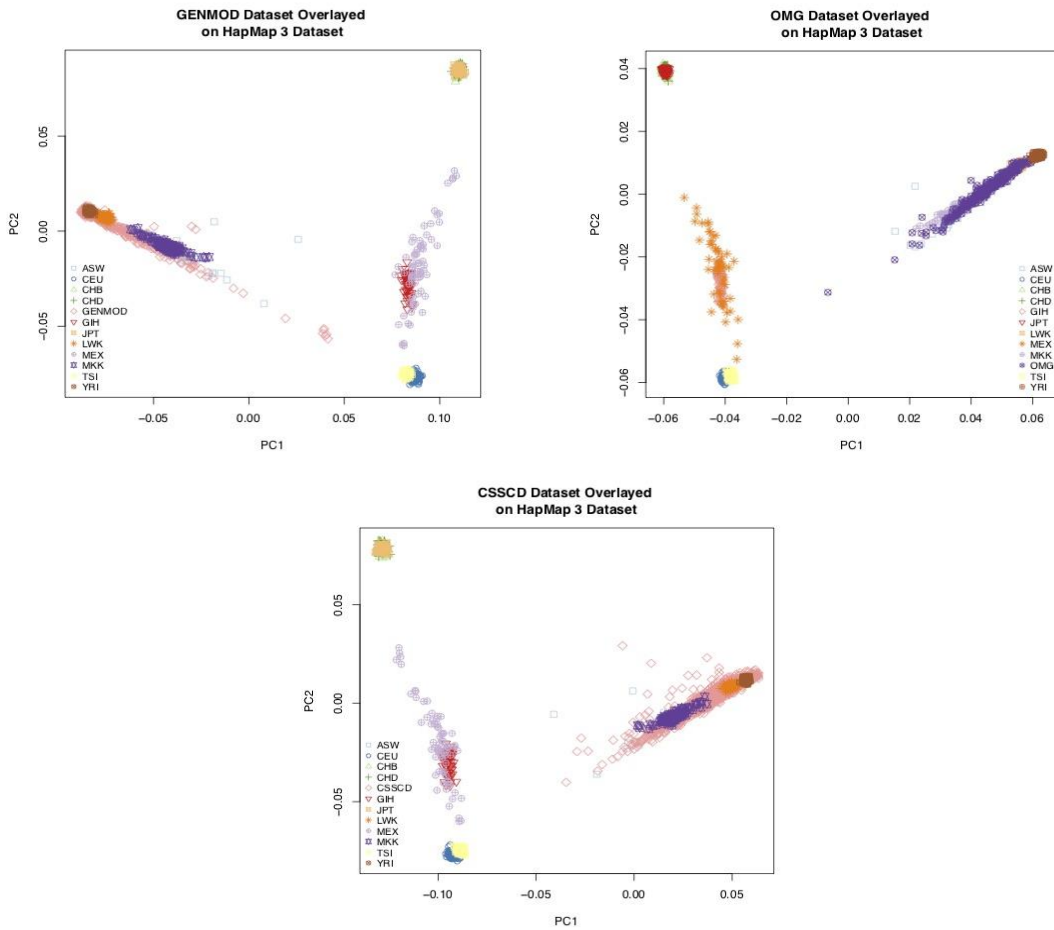 GENMOD Dataset Overlayed
on HapMap 3 Dataset
PC2
0.05
0.00
−0.05
ASW
CEU
CHB
CHD
GENMOD
GIH
JPT
LWK
MEX
MKK
TSI
YRI
−0.05
0.00
0.05
0.10
PC1
OMG Dataset Overlayed
on HapMap 3 Dataset
PC2
0.04
0.02
0.00
−0.02
−0.04
−0.06
ASW
CEU
CHB
CHD
GIH
JPT
LWK
MEX
MKK
OMG
TSI
YRI
−0.06
−0.04
−0.02
0.00
0.02
0.04
0.06
PC1
CSSCD Dataset Overlayed
on HapMap 3 Dataset
PC2
0.05
0.00
−0.05
ASW
CEU
CHB
CHD
CSSCD
GIH
JPT
LWK
MEX
MKK
TSI
YRI
−0.10
−0.05
0.00
0.05
PC1